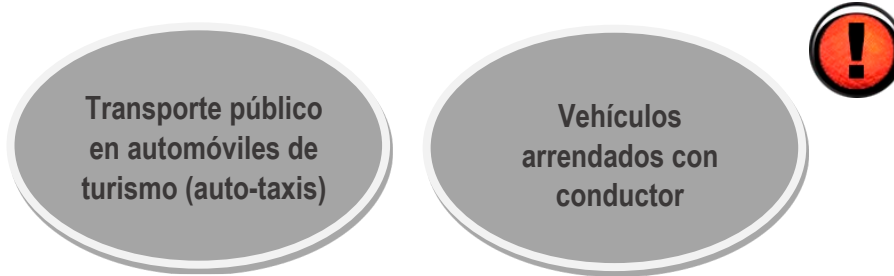 Transporte público
en automóviles de
turismo (auto-taxis)
Vehículos
arrendados con
conductor
!